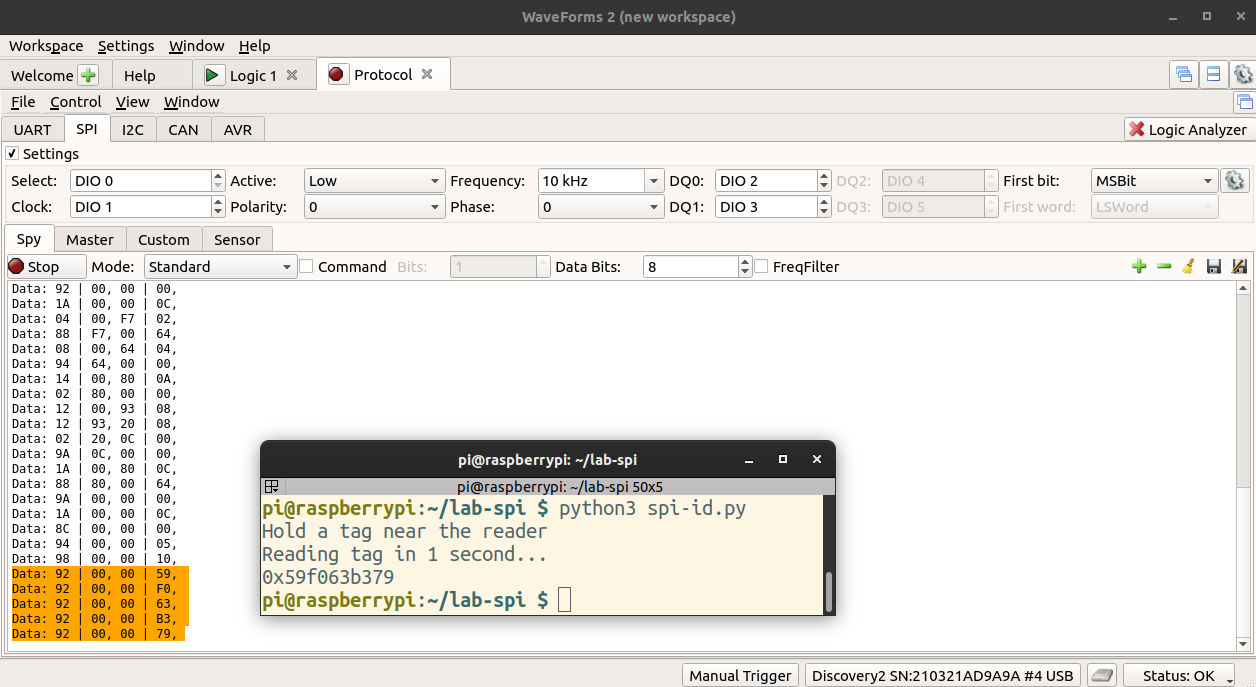 WaveForms 2 (new workspace)
Workspace Settings Window Help
Welcome Help Logic 1 Protocol
File Control View Window
UART SPI I2C CAN AVR Logic Analyzer
Settings
Select: DIO 0 Active: Low Frequency: 10 kHz DQ0: DIO 2 DQ2: DIO 4 First bit: MSBit
Clock: DIO 1 Polarity: 0 Phase: 0 DQ1: DIO 3 DQ3: DIO 5 First word: LSWord
Spy Master Custom Sensor
Stop Mode: Standard Command Bits: 1 Data Bits: 8 FreqFilter
Data: 92 | 00, 00 | 00,
Data: 1A | 00, 00 | 0C,
Data: 04 | 00, F7 | 02,
Data: 88 | F7, 00 | 64,
Data: 08 | 00, 64 | 04,
Data: 94 | 64, 00 | 00,
Data: 14 | 00, 80 | 0A,
Data: 02 | 80, 00 | 00,
Data: 12 | 00, 93 | 08,
Data: 12 | 93, 20 | 08,
Data: 02 | 20, 0C | 00,
Data: 9A | 0C, 00 | 00,
Data: 1A | 00, 80 | 0C,
Data: 88 | 80, 00 | 64,
Data: 9A | 00, 00 | 00,
Data: 1A | 00, 00 | 0C,
Data: 8C | 00, 00 | 00,
Data: 94 | 00, 00 | 05,
Data: 98 | 00, 00 | 10,
Data: 92 | 00, 00 | 59,
Data: 92 | 00, 00 | F0,
Data: 92 | 00, 00 | 63,
Data: 92 | 00, 00 | B3,
Data: 92 | 00, 00 | 79,
pi@raspberrypi: ~/lab-spi
pi@raspberrypi: ~/lab-spi 50x5
pi@raspberrypi:~/lab-spi $ python3 spi-id.py
Hold a tag near the reader
Reading tag in 1 second...
0x59f063b379
pi@raspberrypi:~/lab-spi $
Manual Trigger Discovery2 SN:210321AD9A9A #4 USB Status: OK